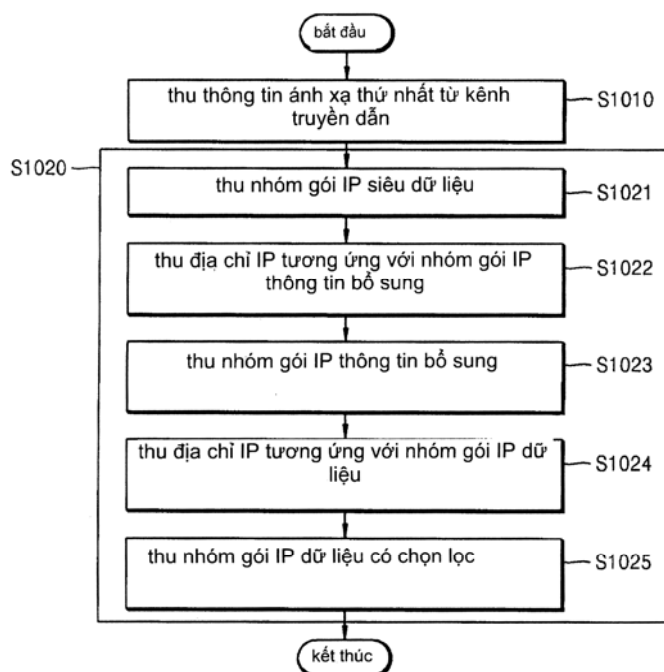 bắt đầu
thu thông tin ánh xạ thứ nhất từ kênh
truyền dẫn
S1010
S1020
thu nhóm gói IP siêu dữ liệu
S1021
thu địa chỉ IP tương ứng với nhóm gói IP
thông tin bổ sung
S1022
thu nhóm gói IP thông tin bổ sung
S1023
thu địa chỉ IP tương ứng với nhóm gói IP dữ
liệu
S1024
thu nhóm gói IP dữ liệu có chọn lọc
S1025
kết thúc